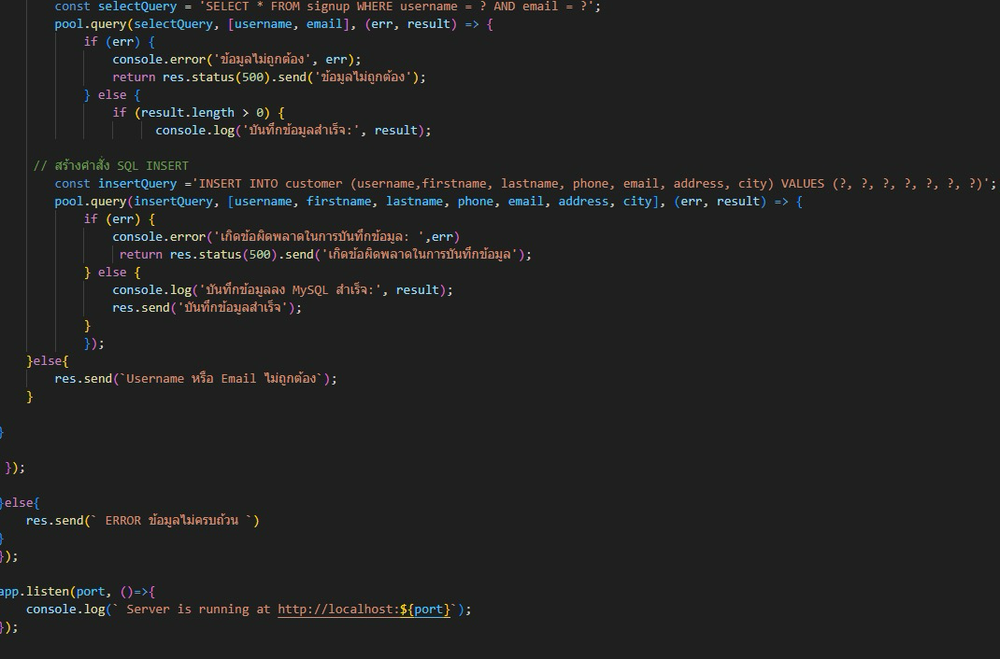 const selectQuery = 'SELECT * FROM signup WHERE username = ? AND email = ?';
pool.query(selectQuery, [username, email], (err, result) => {
if (err) {
console.error('ข้อมูลไม่ถูกต้อง', err);
return res.status(500).send('ข้อมูลไม่ถูกต้อง');
} else {
if (result.length > 0) {
console.log('บันทึกข้อมูลสำเร็จ:', result);
// สร้างคำสั่ง SQL INSERT
const insertQuery ='INSERT INTO customer (username,firstname, lastname, phone, email, address, city) VALUES (?, ?, ?, ?, ?, ?, ?)';
pool.query(insertQuery, [username, firstname, lastname, phone, email, address, city], (err, result) => {
if (err) {
console.error('เกิดข้อผิดพลาดในการบันทึกข้อมูล: ',err)
return res.status(500).send('เกิดข้อผิดพลาดในการบันทึกข้อมูล');
} else {
console.log('บันทึกข้อมูลลง MySQL สำเร็จ:', result);
res.send('บันทึกข้อมูลสำเร็จ');
}
});
}else{
res.send(`Username หรือ Email ไม่ถูกต้อง`);
}
}
});
}else{
res.send(` ERROR ข้อมูลไม่ครบถ้วน `)
}
});
app.listen(port, ()=>{
console.log(` Server is running at http://localhost:${port}`);
});